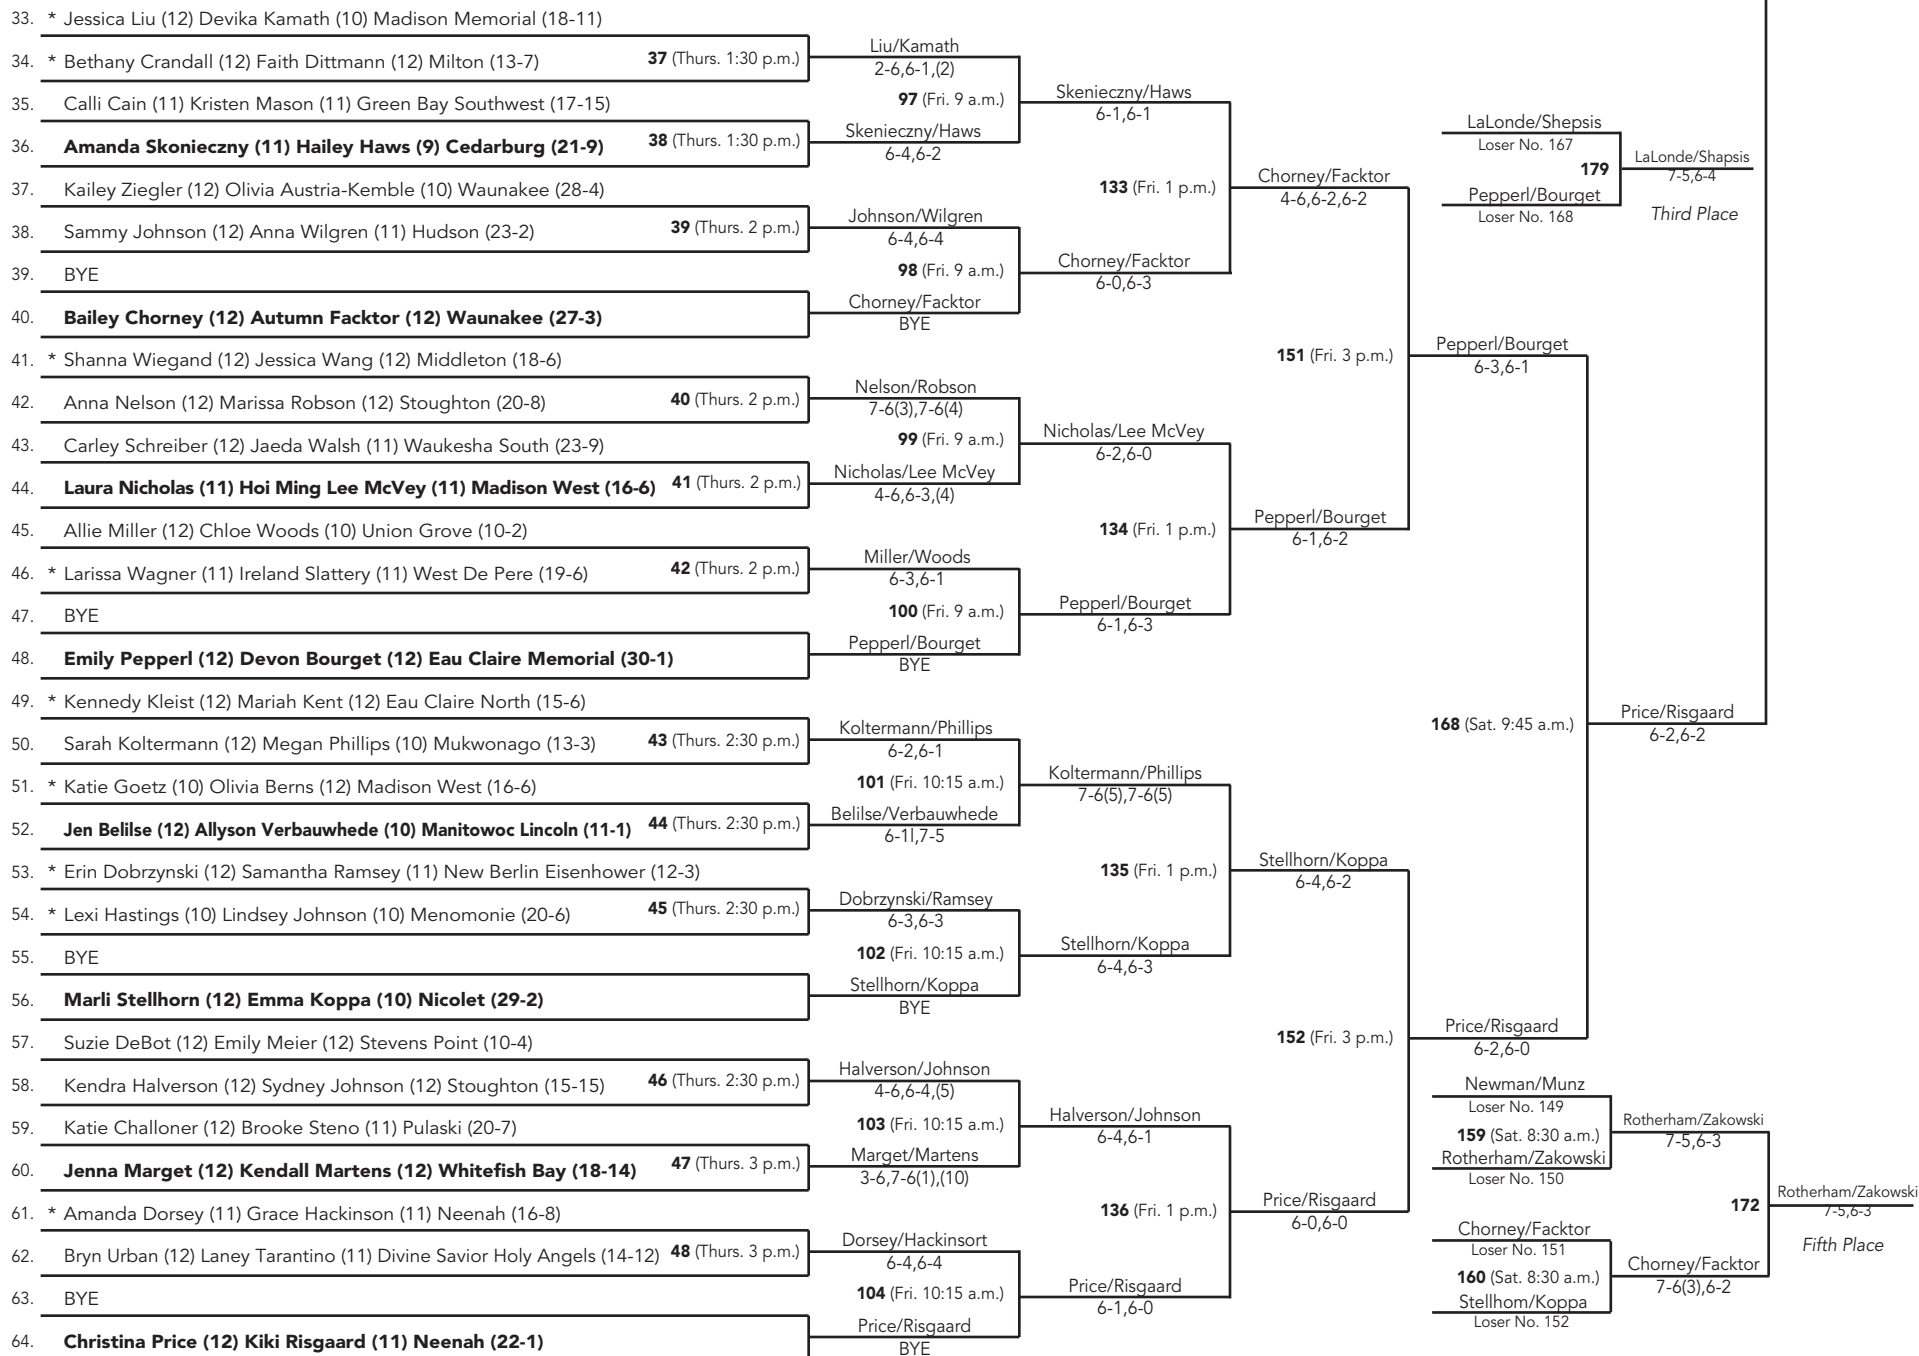 33. * Jessica Liu (12) Devika Kamath (10) Madison Memorial (18-11)
34. * Bethany Crandall (12) Faith Dittmann (12) Milton (13-7)
35. Calli Cain (11) Kristen Mason (11) Green Bay Southwest (17-15)
36. Amanda Skonieczny (11) Hailey Haws (9) Cedarburg (21-9)
37. Kailey Ziegler (12) Olivia Austria-Kemble (10) Waunakee (28-4)
38. Sammy Johnson (12) Anna Wilgren (11) Hudson (23-2)
39. BYE
40. Bailey Chorney (12) Autumn Facktor (12) Waunakee (27-3)
41. * Shanna Wiegand (12) Jessica Wang (12) Middleton (18-6)
42. Anna Nelson (12) Marissa Robson (12) Stoughton (20-8)
43. Carley Schreiber (12) Jaeda Walsh (11) Waukesha South (23-9)
44. Laura Nicholas (11) Hoi Ming Lee McVey (11) Madison West (16-6)
45. Allie Miller (12) Chloe Woods (10) Union Grove (10-2)
46. * Larissa Wagner (11) Ireland Slattery (11) West De Pere (19-6)
47. BYE
48. Emily Pepperl (12) Devon Bourget (12) Eau Claire Memorial (30-1)
49. * Kennedy Kleist (12) Mariah Kent (12) Eau Claire North (15-6)
50. Sarah Koltermann (12) Megan Phillips (10) Mukwonago (13-3)
51. * Katie Goetz (10) Olivia Berns (12) Madison West (16-6)
52. Jen Belilse (12) Allyson Verbauwhede (10) Manitowoc Lincoln (11-1)
53. * Erin Dobrzynski (12) Samantha Ramsey (11) New Berlin Eisenhower (12-3)
54. * Lexi Hastings (10) Lindsey Johnson (10) Menomonie (20-6)
55. BYE
56. Marli Stellhorn (12) Emma Koppa (10) Nicolet (29-2)
57. Suzie DeBot (12) Emily Meier (12) Stevens Point (10-4)
58. Kendra Halverson (12) Sydney Johnson (12) Stoughton (15-15)
59. Katie Challoner (12) Brooke Steno (11) Pulaski (20-7)
60. Jenna Marget (12) Kendall Martens (12) Whitefish Bay (18-14)
61. * Amanda Dorsey (11) Grace Hackinson (11) Neenah (16-8)
62. Bryn Urban (12) Laney Tarantino (11) Divine Savior Holy Angels (14-12)
63. BYE
64. Christina Price (12) Kiki Risgaard (11) Neenah (22-1)
37 (Thurs. 1:30 p.m.)
38 (Thurs. 1:30 p.m.)
39 (Thurs. 2 p.m.)
40 (Thurs. 2 p.m.)
41 (Thurs. 2 p.m.)
42 (Thurs. 2 p.m.)
43 (Thurs. 2:30 p.m.)
44 (Thurs. 2:30 p.m.)
45 (Thurs. 2:30 p.m.)
46 (Thurs. 2:30 p.m.)
47 (Thurs. 3 p.m.)
48 (Thurs. 3 p.m.)
Liu/Kamath
2-6,6-1,(2)
97 (Fri. 9 a.m.)
Skenieczny/Haws
6-4,6-2
Johnson/Wilgren
6-4,6-4
98 (Fri. 9 a.m.)
Chorney/Facktor
BYE
Nelson/Robson
7-6(3),7-6(4)
99 (Fri. 9 a.m.)
Nicholas/Lee McVey
4-6,6-3,(4)
Miller/Woods
6-3,6-1
100 (Fri. 9 a.m.)
Pepperl/Bourget
BYE
Koltermann/Phillips
6-2,6-1
101 (Fri. 10:15 a.m.)
Belilse/Verbauwhede
6-1l,7-5
Dobrzynski/Ramsey
6-3,6-3
102 (Fri. 10:15 a.m.)
Stellhorn/Koppa
BYE
Halverson/Johnson
4-6,6-4,(5)
103 (Fri. 10:15 a.m.)
Marget/Martens
3-6,7-6(1),(10)
Dorsey/Hackinsort
6-4,6-4
104 (Fri. 10:15 a.m.)
Price/Risgaard
BYE
Skenieczny/Haws
6-1,6-1
133 (Fri. 1 p.m.)
Chorney/Facktor
6-0,6-3
Nicholas/Lee McVey
6-2,6-0
134 (Fri. 1 p.m.)
Pepperl/Bourget
6-1,6-3
Koltermann/Phillips
7-6(5),7-6(5)
135 (Fri. 1 p.m.)
Stellhorn/Koppa
6-4,6-3
Halverson/Johnson
6-4,6-1
136 (Fri. 1 p.m.)
Price/Risgaard
6-1,6-0
Chorney/Facktor
4-6,6-2,6-2
151 (Fri. 3 p.m.)
Pepperl/Bourget
6-1,6-2
Stellhorn/Koppa
6-4,6-2
152 (Fri. 3 p.m.)
Price/Risgaard
6-0,6-0
Pepperl/Bourget
6-3,6-1
168 (Sat. 9:45 a.m.)
Price/Risgaard
6-2,6-0
Price/Risgaard
6-2,6-2
LaLonde/Shepsis
Loser No. 167
179
Pepperl/Bourget
Loser No. 168
LaLonde/Shapsis
7-5,6-4
Third Place
Newman/Munz
Loser No. 149
159 (Sat. 8:30 a.m.)
Rotherham/Zakowski
Loser No. 150
Rotherham/Zakowski
7-5,6-3
Chorney/Facktor
Loser No. 151
160 (Sat. 8:30 a.m.)
Stellhom/Koppa
Loser No. 152
Chorney/Facktor
7-6(3),6-2
172
Rotherham/Zakowski
7-5,6-3
Fifth Place